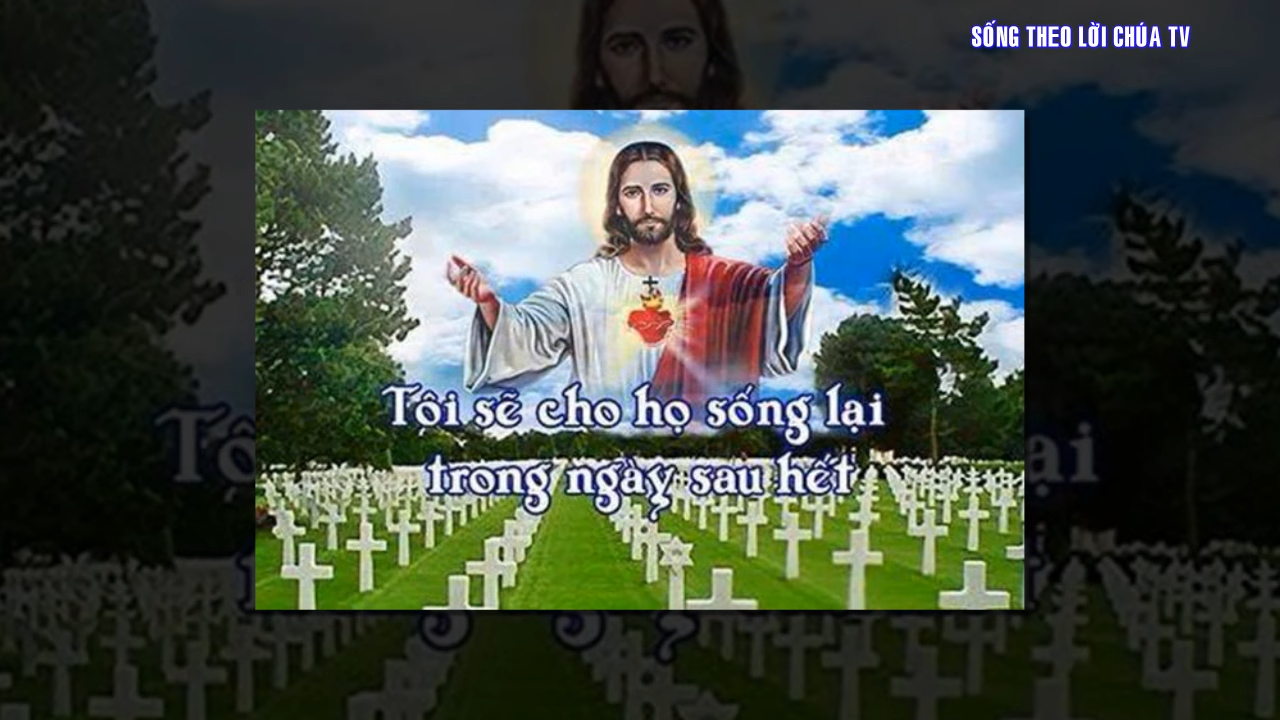 SỐNG THEO LỜI CHÚA TV
Tôi sẽ cho họ sống lại
trong ngày sau hết